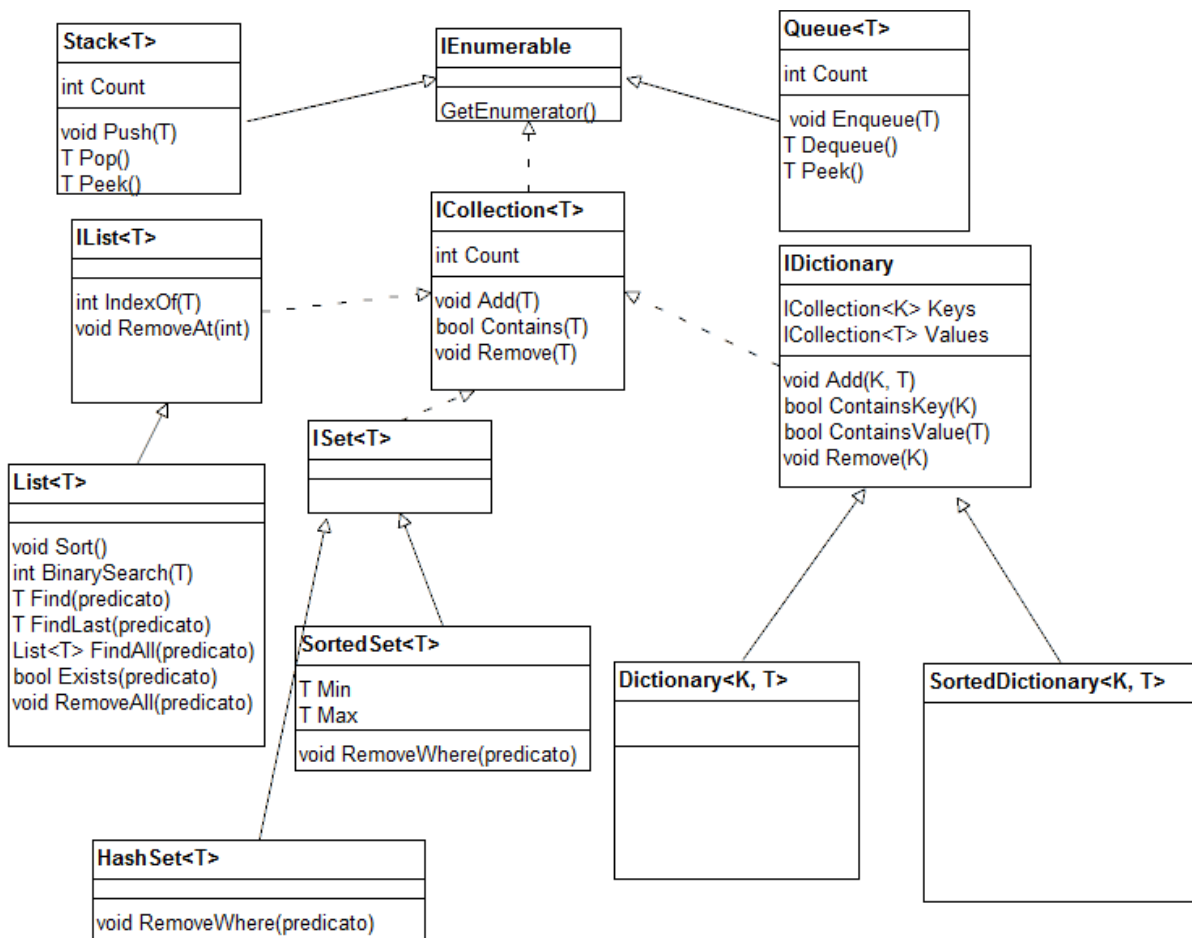 Stack<T>
int Count
void Push(T)
T Pop()
T Peek()
IEnumerable
GetEnumerator()
Queue<T>
int Count
void Enqueue(T)
T Dequeue()
T Peek()
IList<T>
int IndexOf(T)
void RemoveAt(int)
ICollection<T>
int Count
void Add(T)
bool Contains(T)
void Remove(T)
IDictionary
ICollection<K> Keys
ICollection<T> Values
void Add(K, T)
bool ContainsKey(K)
bool ContainsValue(T)
void Remove(K)
ISet<T>
List<T>
void Sort()
int BinarySearch(T)
T Find(predicato)
T FindLast(predicato)
List<T> FindAll(predicato)
bool Exists(predicato)
void RemoveAll(predicato)
SortedSet<T>
T Min
T Max
void RemoveWhere(predicato)
Dictionary<K, T>
SortedDictionary<K, T>
HashSet<T>
void RemoveWhere(predicato)